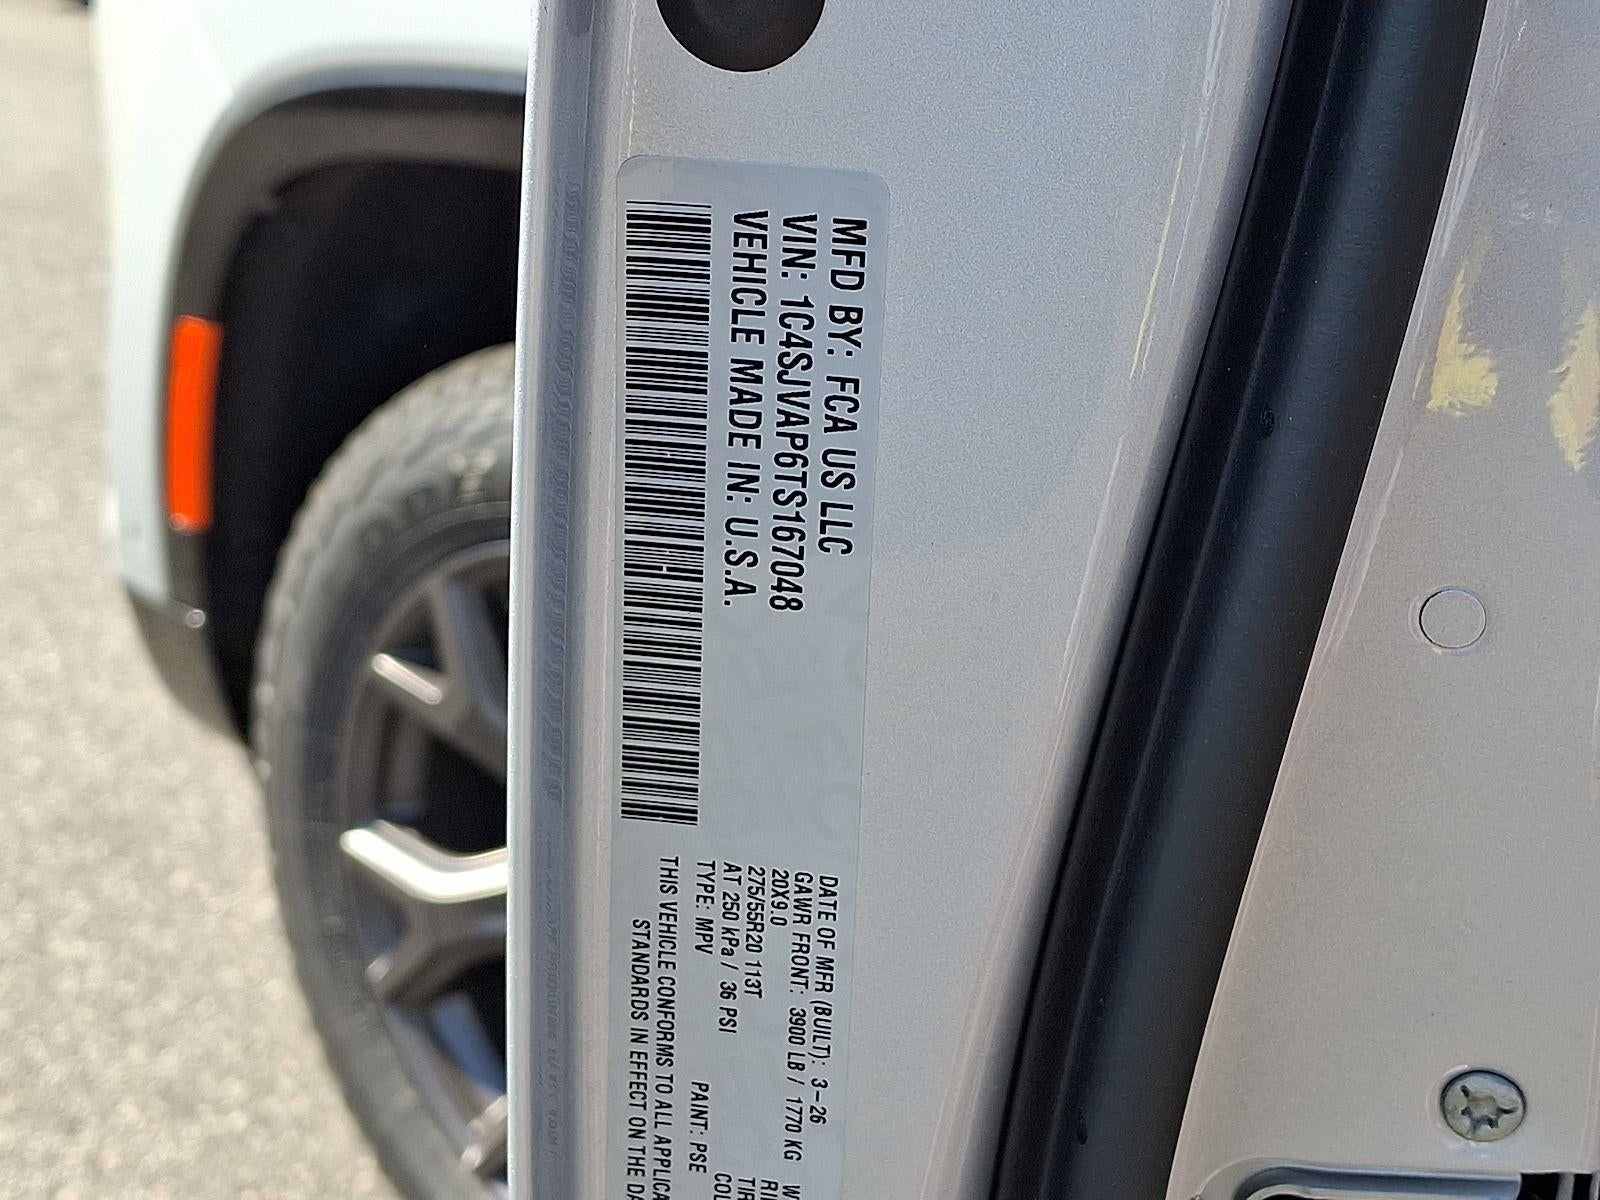 MFD BY: FCA US LLC
VIN: 1C4SJVAP6TS167048
VEHICLE MADE IN: U.S.A.
DATE OF MFR (BUILT): 3-26
GAWR FRONT: 3900 LB / 1770 KG
20X9.0
275/55R20 113T
AT 250 kPa / 36 PSI
TYPE: MPV PAINT: PSE
THIS VEHICLE CONFORMS TO ALL
STANDARDS IN EFFECT ON THE